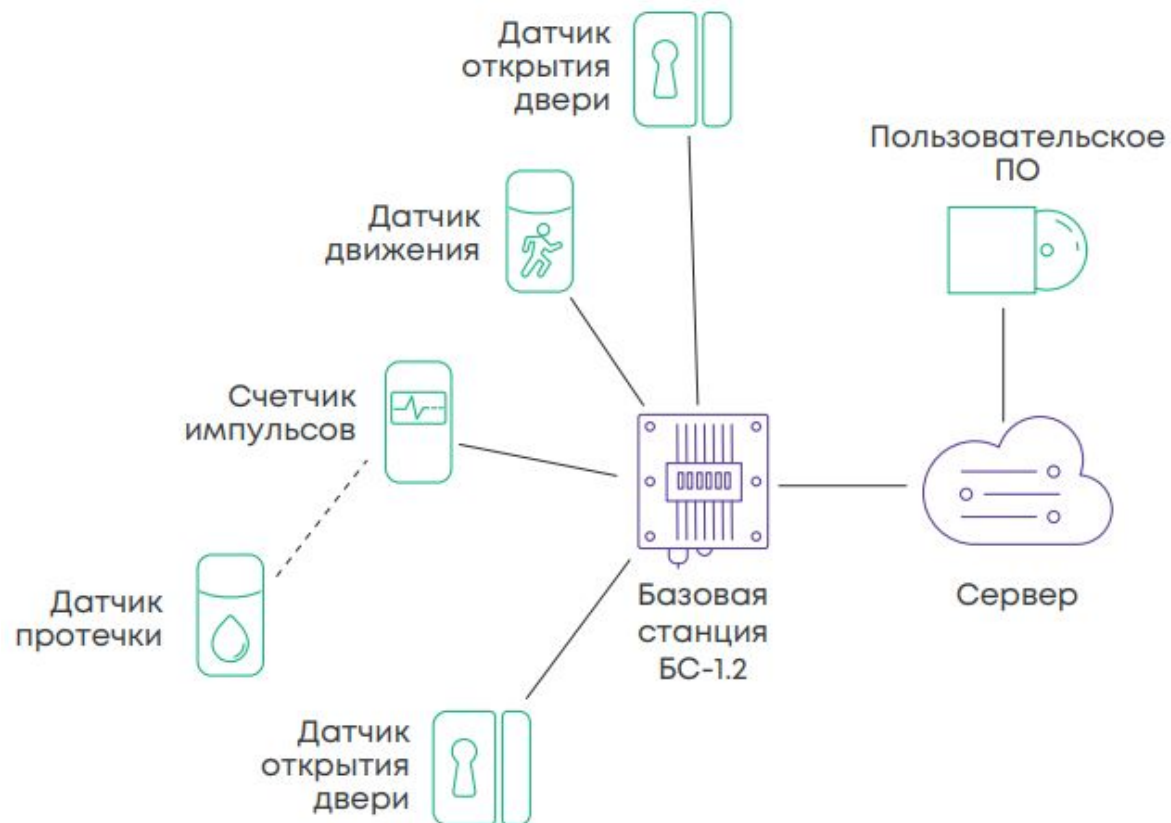 Датчик
открытия
двери
Пользовательское
ПО
Датчик
движения
Счетчик
импульсов
Датчик
протечки
Базовая
станция
БС-1.2
Сервер
Датчик
открытия
двери